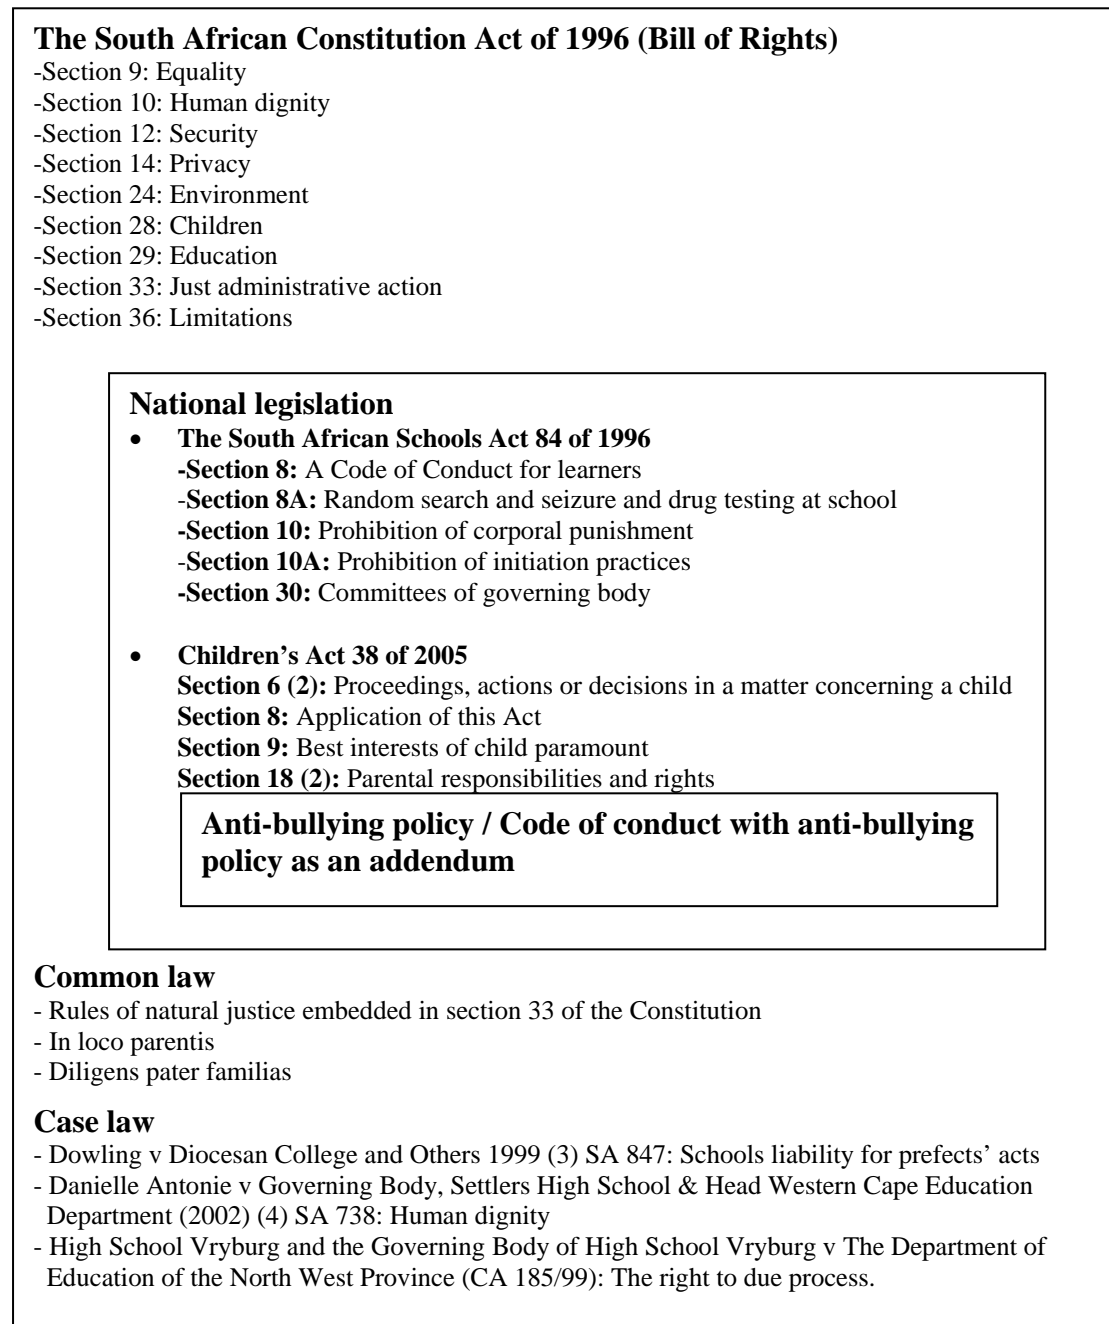 The South African Constitution Act of 1996 (Bill of Rights)
-Section 9: Equality
-Section 10: Human dignity
-Section 12: Security
-Section 14: Privacy
-Section 24: Environment
-Section 28: Children
-Section 29: Education
-Section 33: Just administrative action
-Section 36: Limitations
National legislation
• The South African Schools Act 84 of 1996
-Section 8: A Code of Conduct for learners
-Section 8A: Random search and seizure and drug testing at school
-Section 10: Prohibition of corporal punishment
-Section 10A: Prohibition of initiation practices
-Section 30: Committees of governing body
• Children’s Act 38 of 2005
Section 6 (2): Proceedings, actions or decisions in a matter concerning a child
Section 8: Application of this Act
Section 9: Best interests of child paramount
Section 18 (2): Parental responsibilities and rights
Anti-bullying policy / Code of conduct with anti-bullying
policy as an addendum
Common law
- Rules of natural justice embedded in section 33 of the Constitution
- In loco parentis
- Diligens pater familias
Case law
- Dowling v Diocesan College and Others 1999 (3) SA 847: Schools liability for prefects’ acts
- Danielle Antonie v Governing Body, Settlers High School & Head Western Cape Education
Department (2002) (4) SA 738: Human dignity
- High School Vryburg and the Governing Body of High School Vryburg v The Department of
Education of the North West Province (CA 185/99): The right to due process.